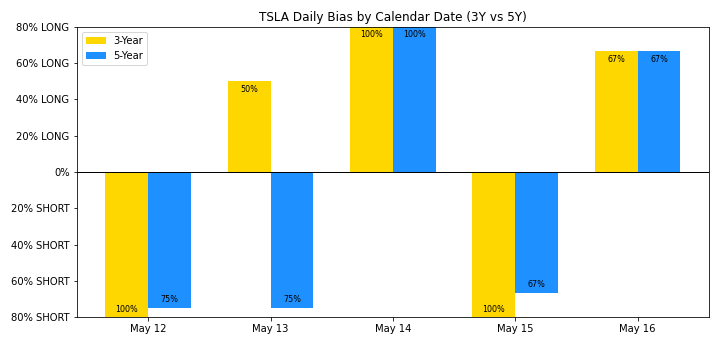 TSLA Daily Bias by Calendar Date (3Y vs 5Y)
80% LONG
60% LONG
40% LONG
20% LONG
0%
20% SHORT
40% SHORT
60% SHORT
80% SHORT
3-Year
5-Year
100%
75%
50%
75%
100%
100%
100%
67%
67%
67%
May 12
May 13
May 14
May 15
May 16